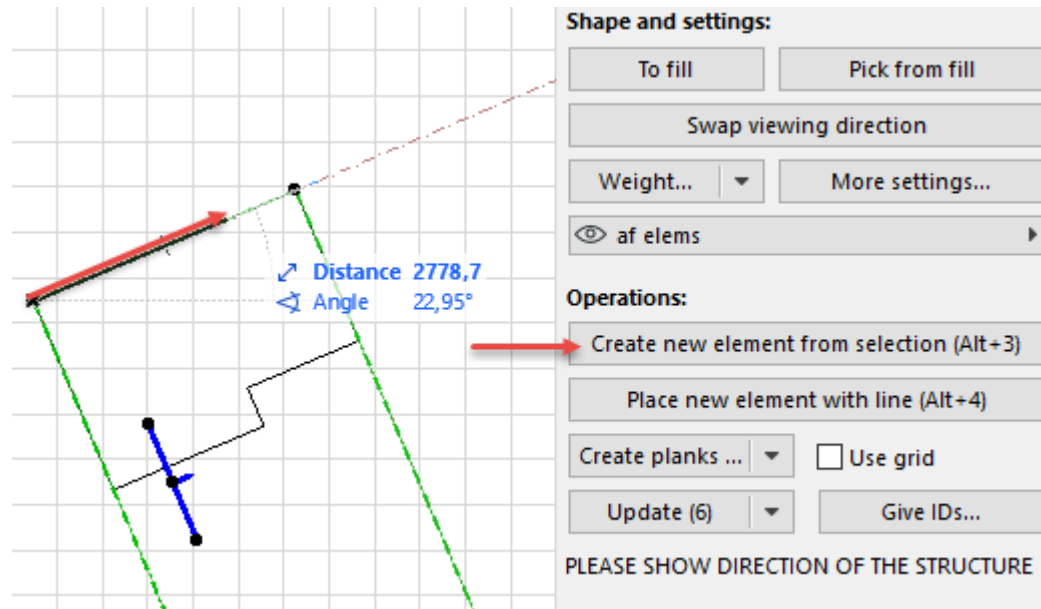 Shape and settings:
To fill
Pick from fill
Swap viewing direction
Weight...
More settings...
af elems
Distance 2778,7
Angle 22,95°
Operations:
Create new element from selection (Alt+3)
Place new element with line (Alt+4)
Create planks ...
Use grid
Update (6)
Give IDs...
PLEASE SHOW DIRECTION OF THE STRUCTURE